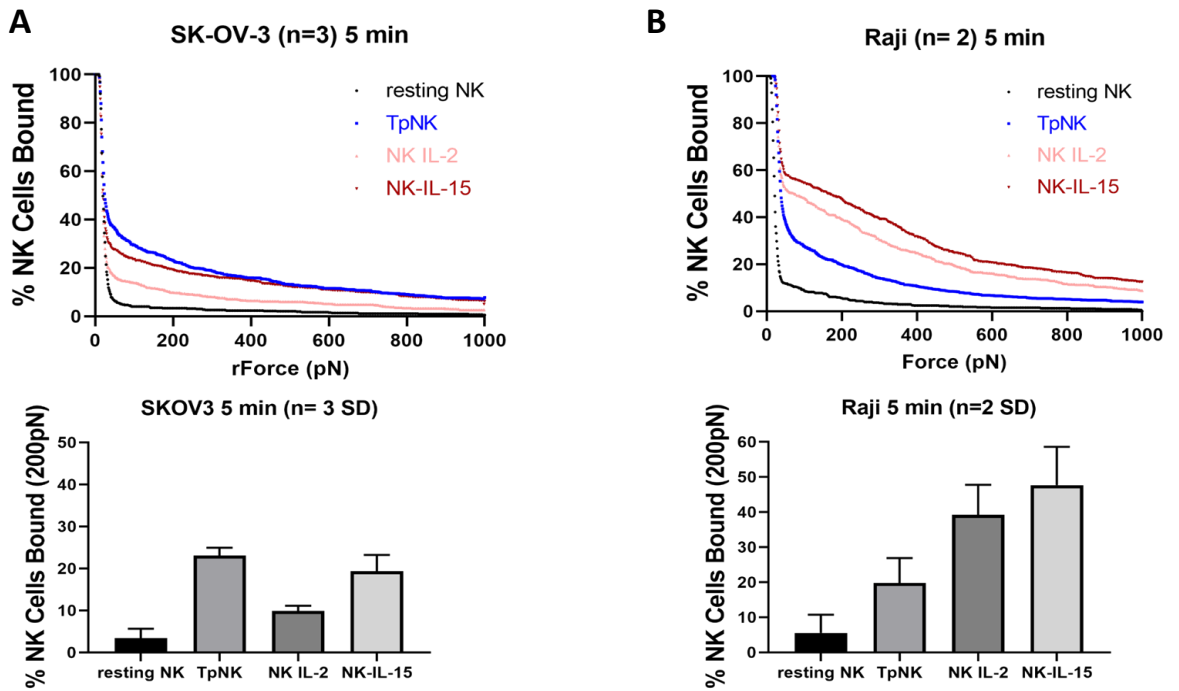 A
SK-OV-3 (n=3) 5 min
% NK Cells Bound
100
80
60
40
20
0
resting NK
TpNK
NK IL-2
NK-IL-15
0 200 400 600 800 1000
rForce (pN)
B
Raji (n= 2) 5 min
% NK Cells Bound
100
80
60
40
20
0
resting NK
TpNK
NK IL-2
NK-IL-15
0 200 400 600 800 1000
Force (pN)
SKOV3 5 min (n= 3 SD)
% NK Cells Bound (200pN)
50
40
30
20
10
0
resting NK TpNK NK IL-2 NK-IL-15
Raji 5 min (n=2 SD)
% NK Cells Bound (200pN)
60
50
40
30
20
10
0
resting NK TpNK NK IL-2 NK-IL-15